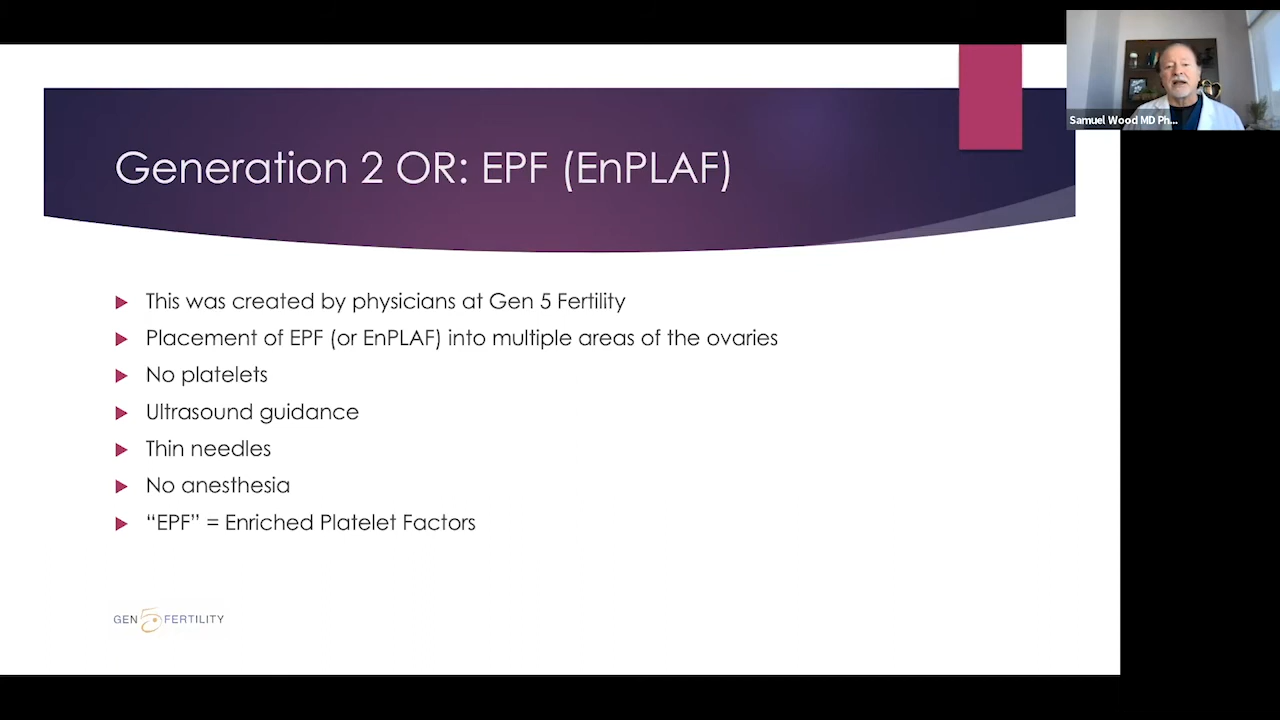 Samuel Wood MD Ph...
Generation 2 OR: EPF (EnPLAF)
This was created by physicians at Gen 5 Fertility
Placement of EPF (or EnPLAF) into multiple areas of the ovaries
No platelets
Ultrasound guidance
Thin needles
No anesthesia
“EPF” = Enriched Platelet Factors
GEN 5 FERTILITY